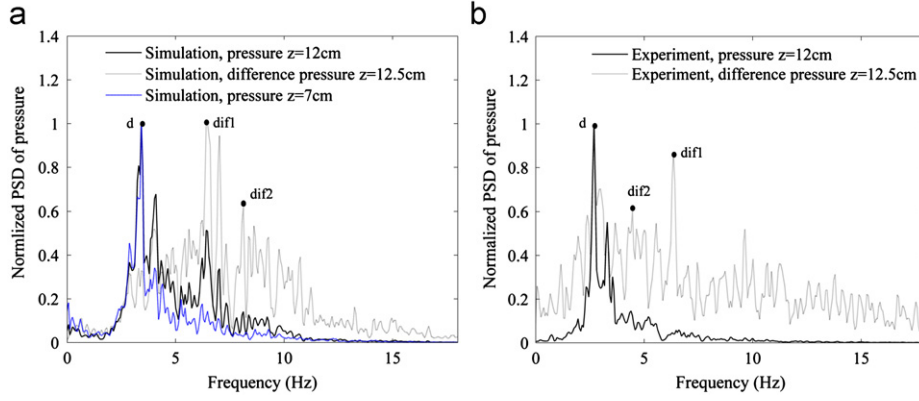 a
Simulation, pressure z=12cm
Simulation, difference pressure z=12.5cm
Simulation, pressure z=7cm
d
dif1
dif2
Normlized PSD of pressure
1.4
1.2
1
0.8
0.6
0.4
0.2
0
0
5
10
15
Frequency (Hz)
b
Experiment, pressure z=12cm
Experiment, difference pressure z=12.5cm
d
dif1
dif2
Normalized PSD of pressure
1.4
1.2
1
0.8
0.6
0.4
0.2
0
0
5
10
15
Frequency (Hz)